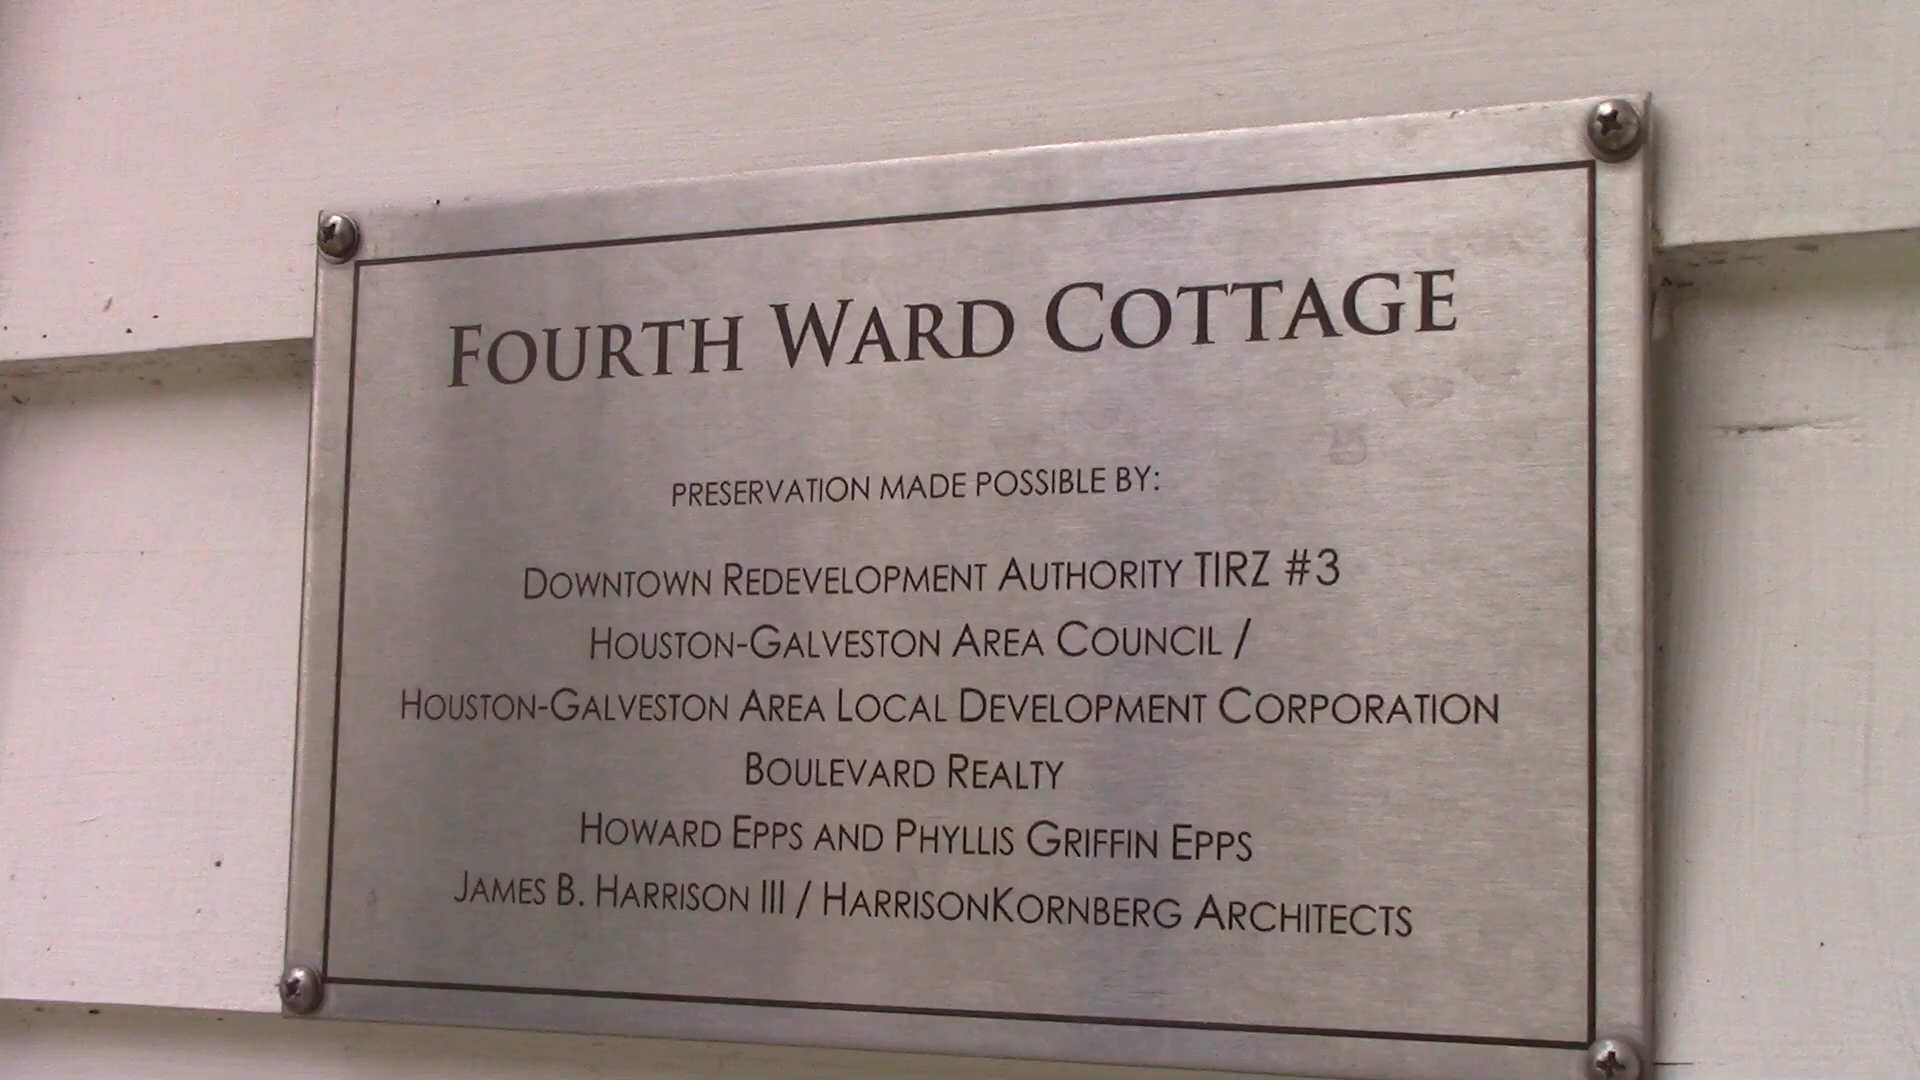 FOURTH WARD COTTAGE
PRESERVATION MADE POSSIBLE BY:
DOWNTOWN REDEVELOPMENT AUTHORITY TIRZ #3
HOUSTON-GALVESTON AREA COUNCIL /
HOUSTON-GALVESTON AREA LOCAL DEVELOPMENT CORPORATION
BOULEVARD REALTY
HOWARD EPPS AND PHYLLIS GRIFFIN EPPS
JAMES B. HARRISON III / HARRISONKORNBERG ARCHITECTS